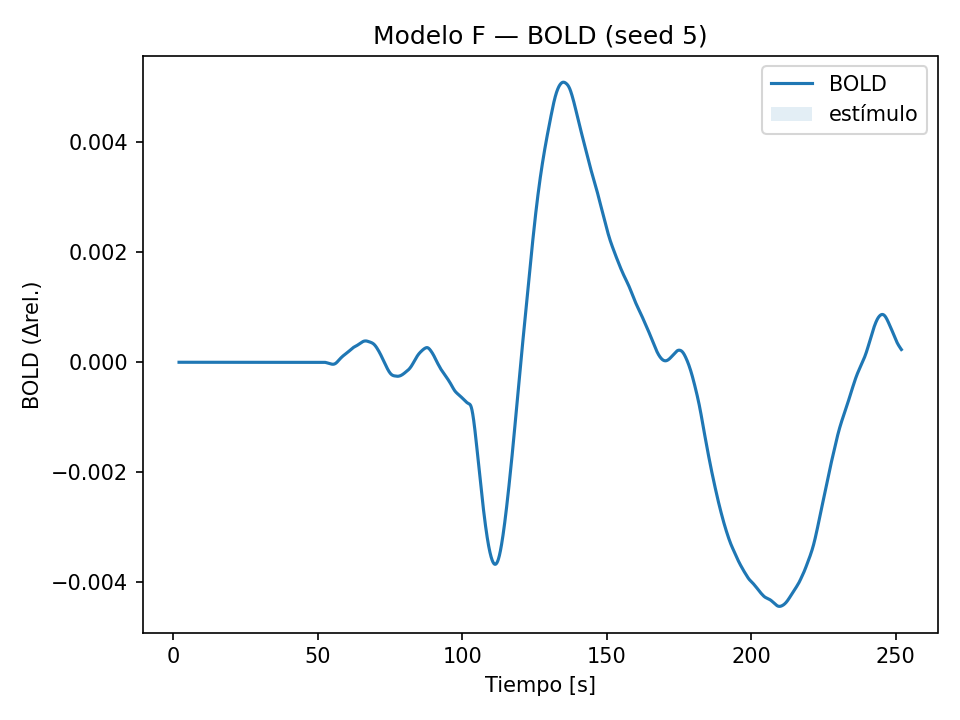 Modelo F — BOLD (seed 5)
BOLD
estímulo
0.004
0.002
0.000
−0.002
−0.004
BOLD (Δrel.)
0
50
100
150
200
250
Tiempo [s]